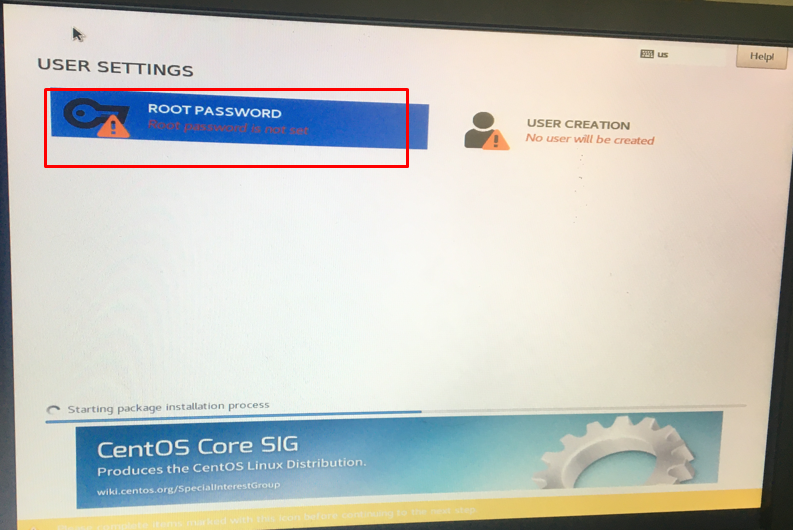 us
Help!
USER SETTINGS
ROOT PASSWORD
Root password is not set
USER CREATION
No user will be created
Starting package installation process
CentOS Core SIG
Produces the CentOS Linux Distribution.
wiki.centos.org/SpecialInterestGroup
complete items marked with this icon before continuing to the next step.